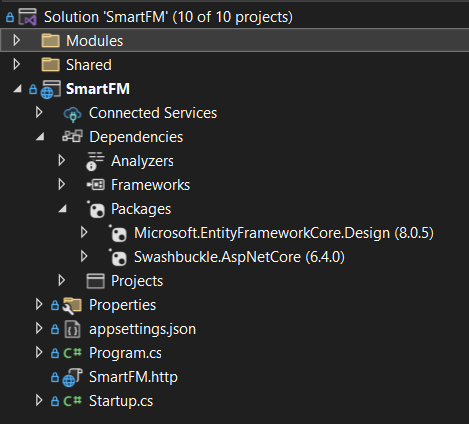 Solution 'SmartFM' (10 of 10 projects)
Modules
Shared
SmartFM
Connected Services
Dependencies
Analyzers
Frameworks
Packages
Microsoft.EntityFrameworkCore.Design (8.0.5)
Swashbuckle.AspNetCore (6.4.0)
Projects
Properties
appsettings.json
C# Program.cs
SmartFM.http
C# Startup.cs